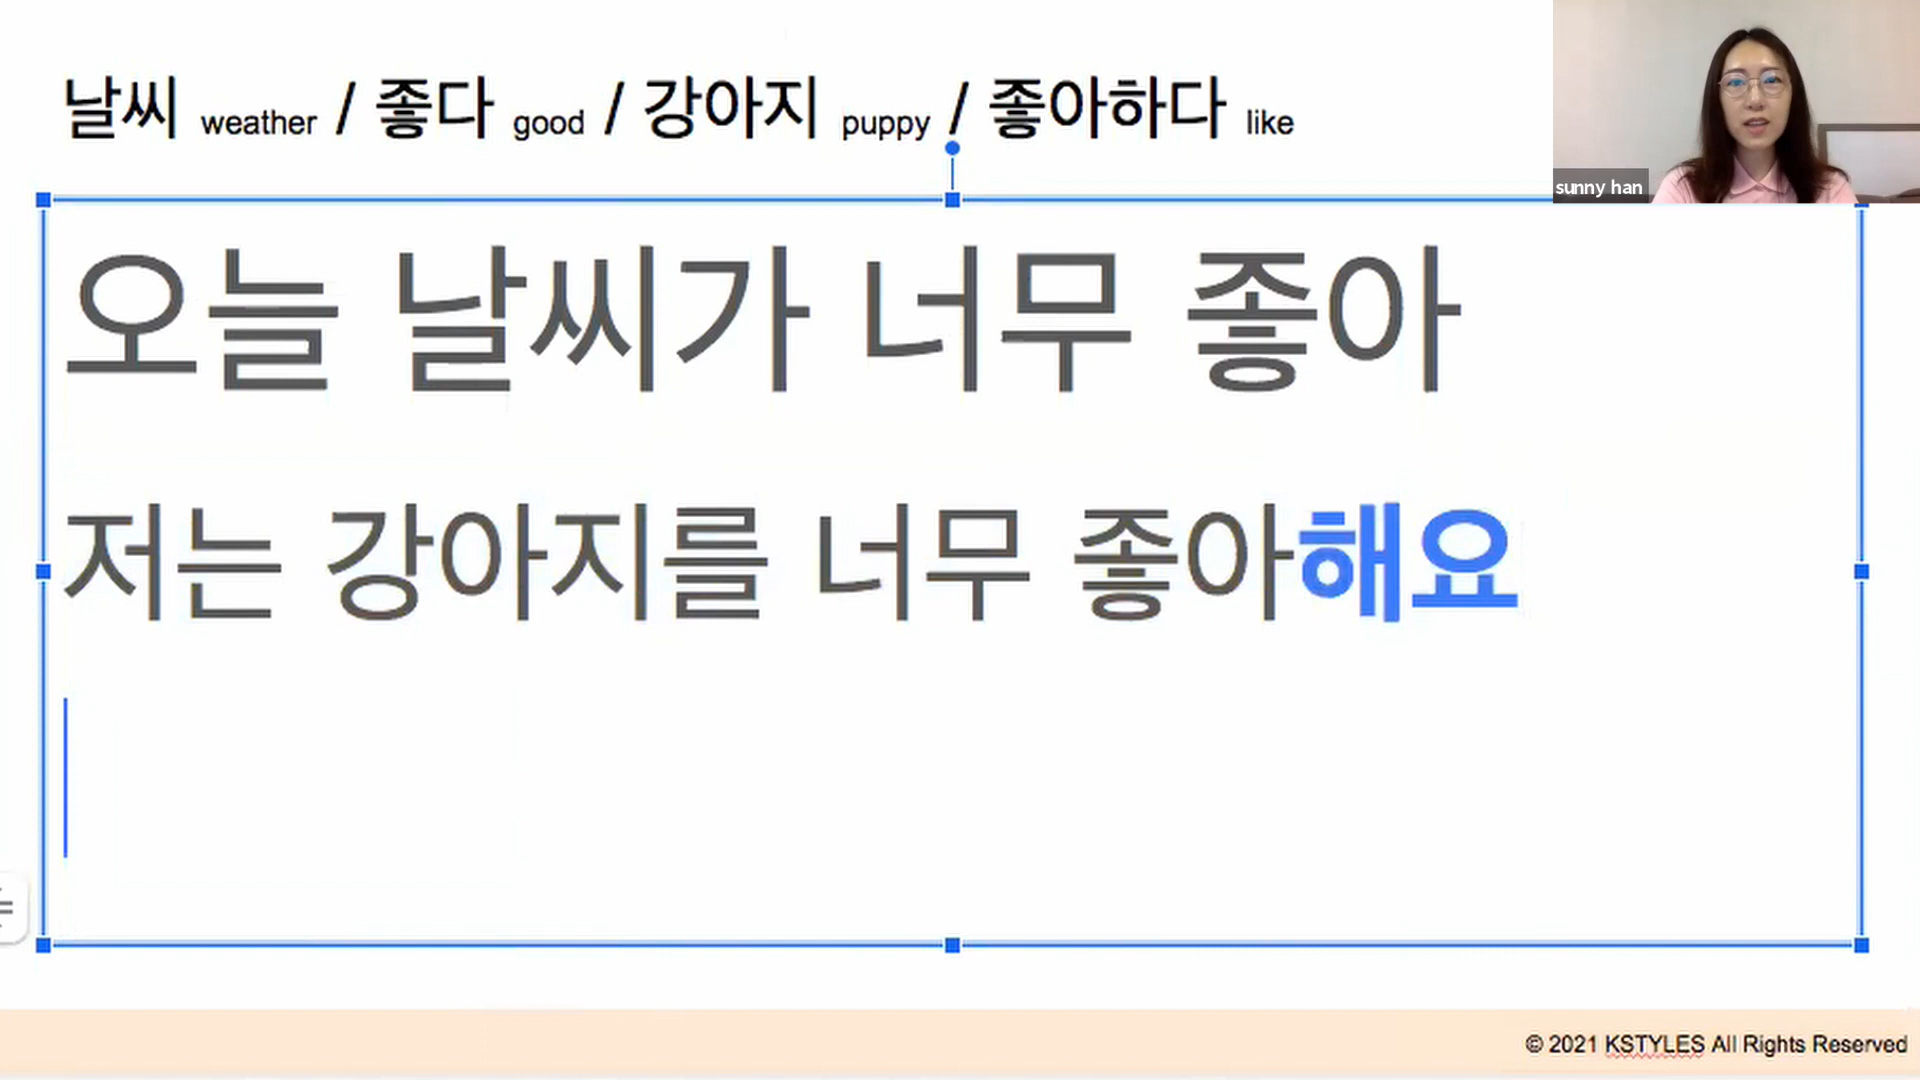 날씨 weather / 좋다 good / 강아지 puppy / 좋아하다 like
sunny han
오늘 날씨가 너무 좋아
저는 강아지를 너무 좋아해요
© 2021 KSTYLES All Rights Reserved